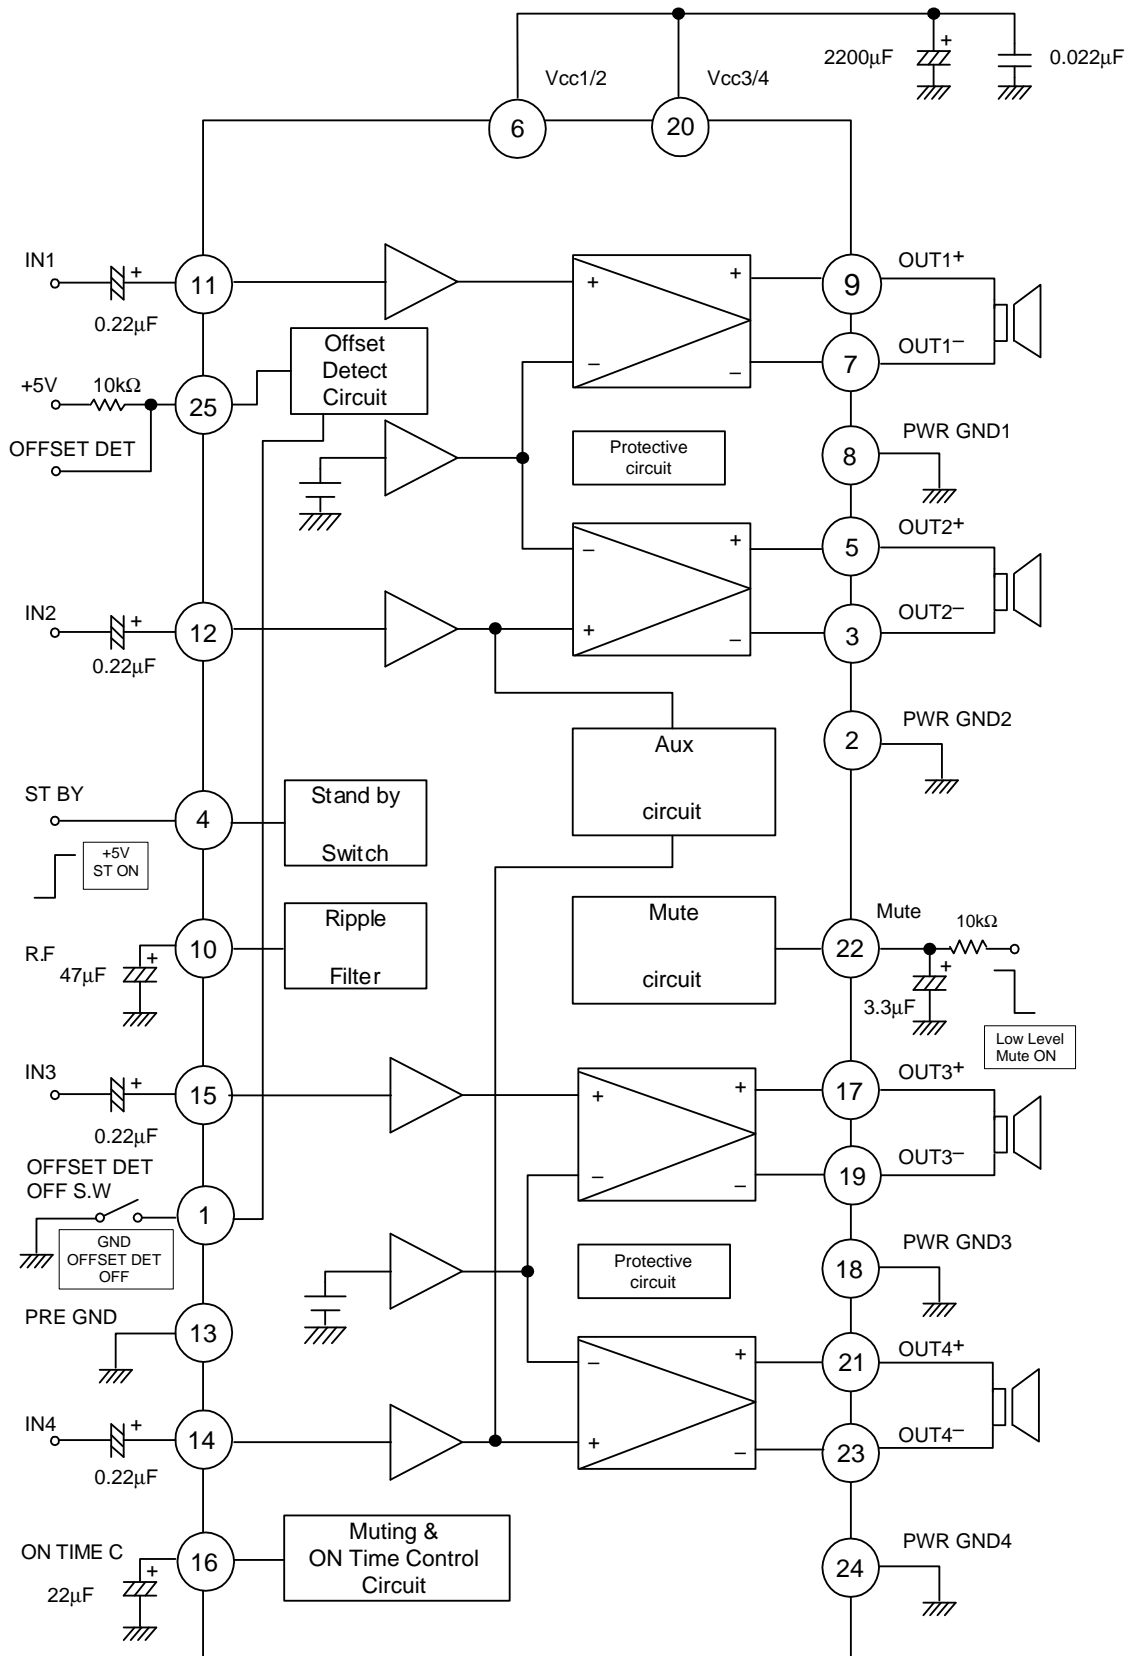 2200μF
+
0.022μF
Vcc1/2
Vcc3/4
6
20
IN1
+
0.22μF
11
+
−
+
−
9
OUT1+
7
OUT1−
+5V
10kΩ
25
OFFSET DET
Offset
Detect
Circuit
Protective
circuit
8
PWR GND1
−
+
+
−
5
OUT2+
3
OUT2−
IN2
+
0.22μF
12
2
PWR GND2
Aux
circuit
ST BY
4
Stand by
Switch
+5V
ST ON
R.F
47μF
+
10
Ripple
Filter
Mute
circuit
22
Mute
10kΩ
+
3.3μF
Low Level
Mute ON
IN3
+
0.22μF
15
+
−
+
−
17
OUT3+
19
OUT3−
OFFSET DET
OFF S.W
1
GND
OFFSET DET
OFF
Protective
circuit
18
PWR GND3
PRE GND
13
−
+
+
−
21
OUT4+
23
OUT4−
IN4
+
0.22μF
14
ON TIME C
+
22μF
16
Muting &
ON Time Control
Circuit
24
PWR GND4